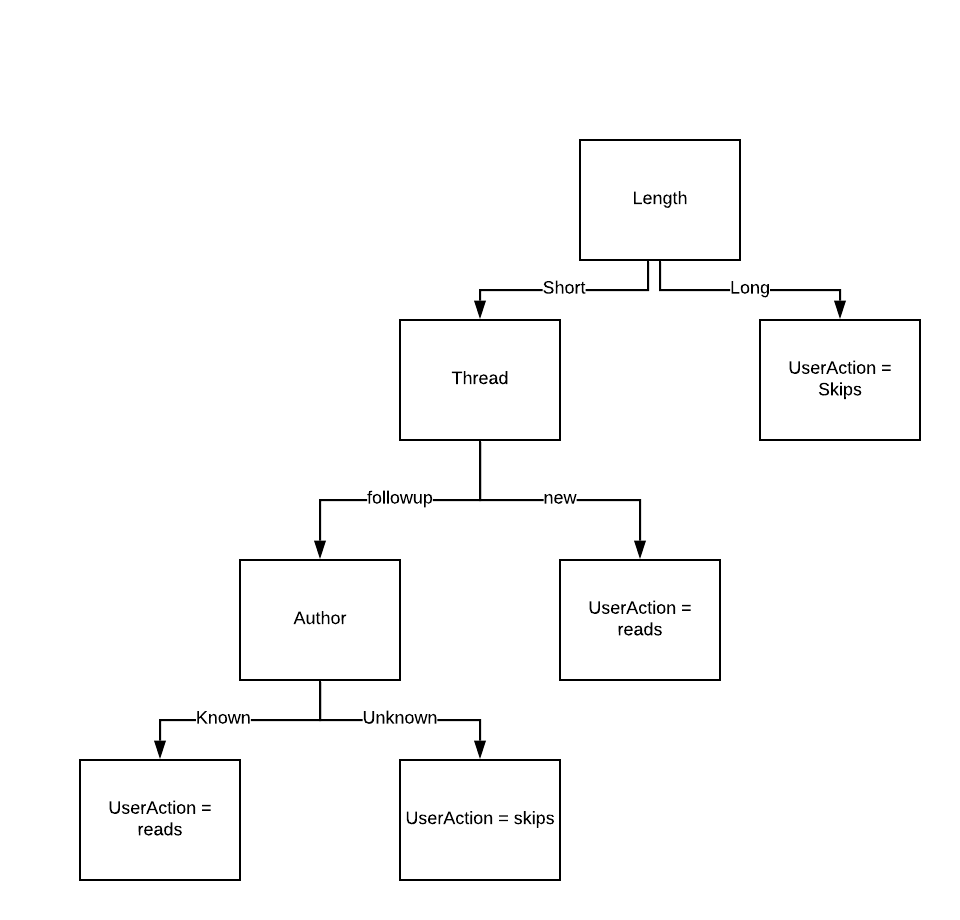 Length
Short
Long
Thread
UserAction =
Skips
followup
new
Author
UserAction =
reads
Known
Unknown
UserAction =
reads
UserAction = skips